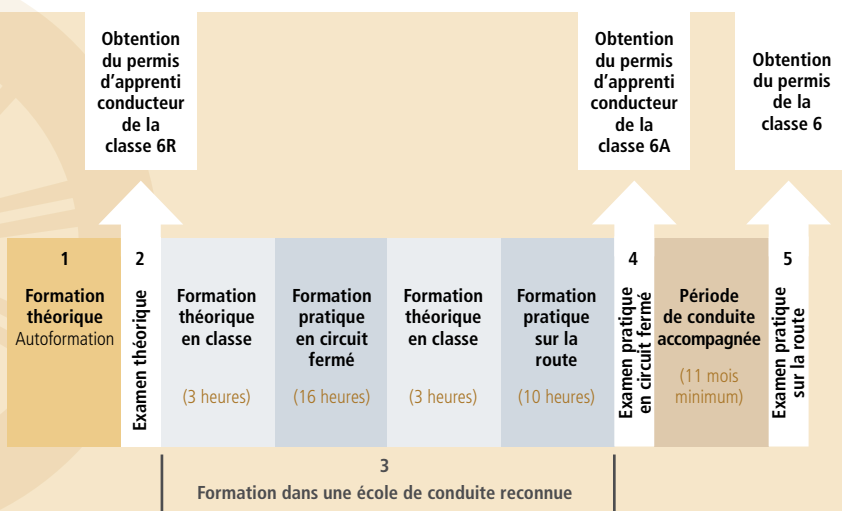 Obtention
du permis
d'apprenti
conducteur
de la
classe 6R
Obtention
du permis
d'apprenti
conducteur
de la
classe 6A
Obtention
du permis
de la
classe 6
1
Formation
théorique
Autoformation
2
Examen théorique
Formation
théorique
en classe
(3 heures)
Formation
pratique
en circuit
fermé
(16 heures)
Formation
théorique
en classe
(3 heures)
Formation
pratique
sur la
route
(10 heures)
4
Examen pratique
en circuit fermé
Période
de conduite
accompagnée
(11 mois
minimum)
5
Examen pratique
sur la route
3
Formation dans une école de conduite reconnue